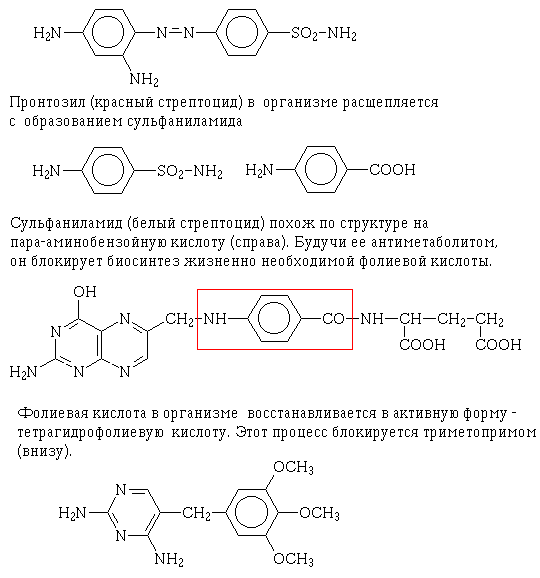 H₂N N=N SO₂–NH₂
NH₂
Пронтозил (красный стрептоцид) в организме расщепляется
с образованием сульфаниламида
H₂N SO₂–NH₂ H₂N COOH
Сульфаниламид (белый стрептоцид) похож по структуре на
пара-аминобензойную кислоту (справа). Будучи ее антиметаболитом,
он блокирует биосинтез жизненно необходимой фолиевой кислоты.
OH
N N CH₂–NH CO–NH–CH–CH₂–CH₂
H₂N N N COOH COOH
Фолиевая кислота в организме восстанавливается в активную форму -
тетрагидрофолиевую кислоту. Этот процесс блокируется триметопримом
(внизу).
OCH₃
N CH₂ OCH₃
H₂N N
NH₂ OCH₃